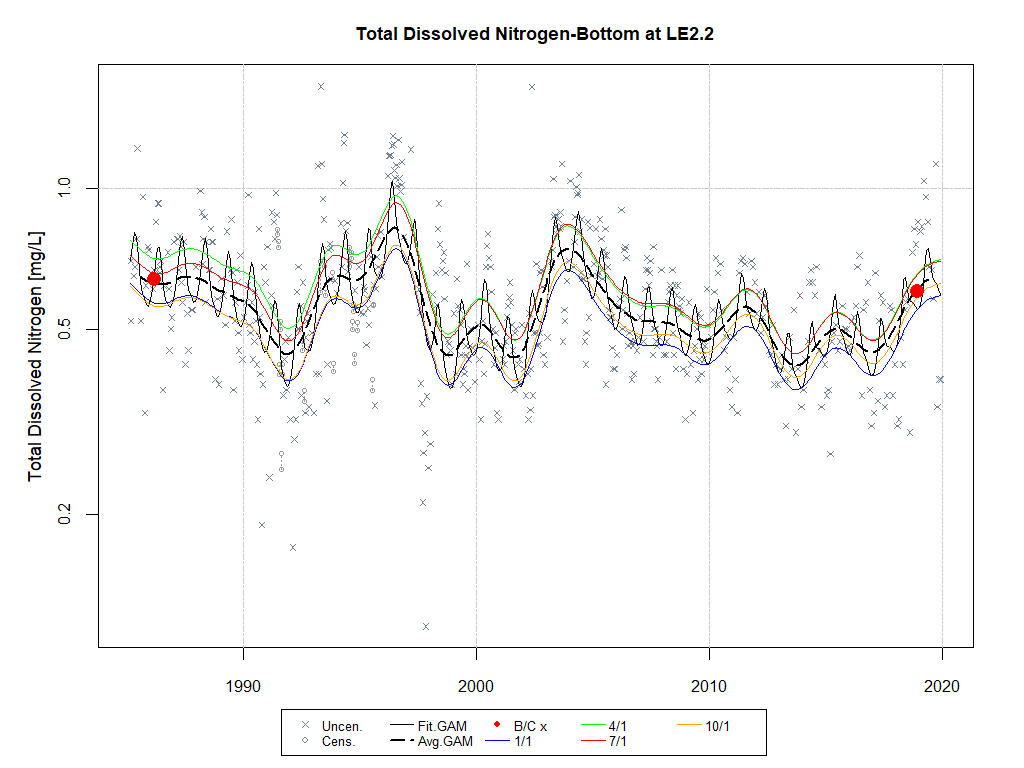 Total Dissolved Nitrogen-Bottom at LE2.2
Total Dissolved Nitrogen [mg/L]
1.0
0.5
0.2
1990 2000 2010 2020
Uncen. Fit.GAM B/C x 4/1 10/1
Cens. Avg.GAM 1/1 7/1